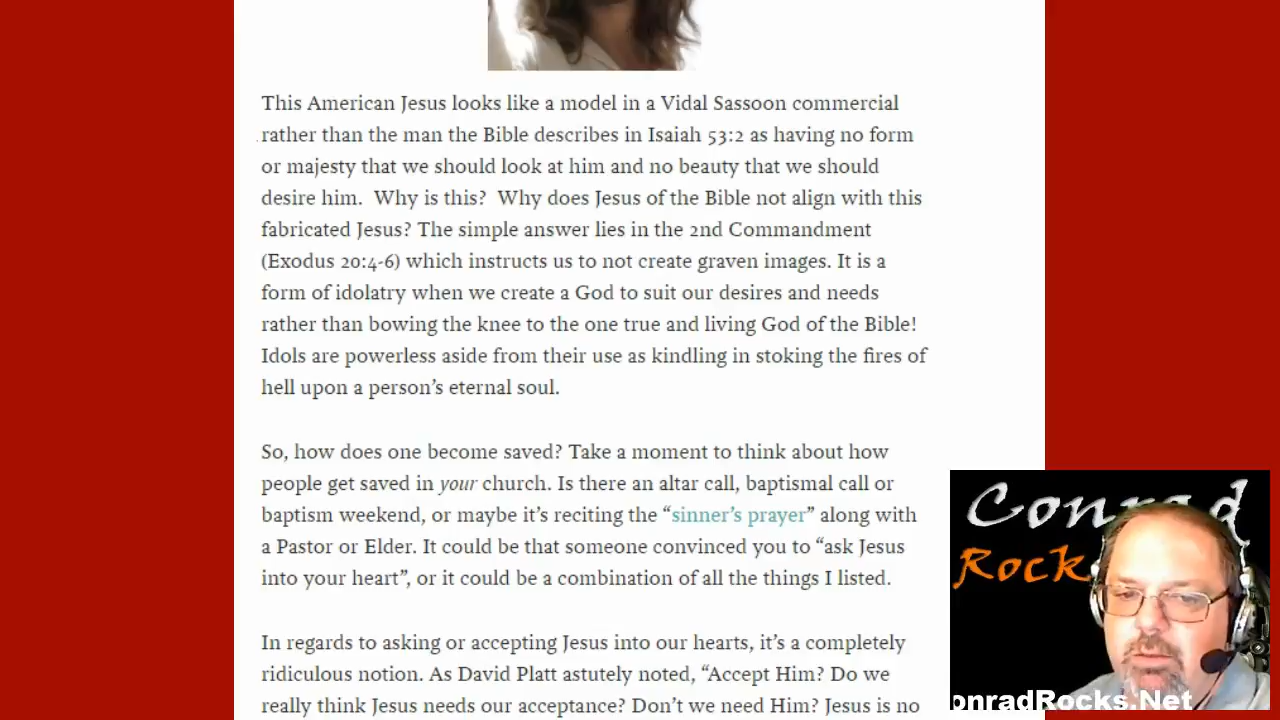 This American Jesus looks like a model in a Vidal Sassoon commercial
rather than the man the Bible describes in Isaiah 53:2 as having no form
or majesty that we should look at him and no beauty that we should
desire him.  Why is this?  Why does Jesus of the Bible not align with this
fabricated Jesus? The simple answer lies in the 2nd Commandment
(Exodus 20:4-6) which instructs us to not create graven images. It is a
form of idolatry when we create a God to suit our desires and needs
rather than bowing the knee to the one true and living God of the Bible!
Idols are powerless aside from their use as kindling in stoking the fires of
hell upon a person’s eternal soul.
So, how does one become saved? Take a moment to think about how
people get saved in your church. Is there an altar call, baptismal call or
baptism weekend, or maybe it’s reciting the “sinner’s prayer” along with
a Pastor or Elder. It could be that someone convinced you to “ask Jesus
into your heart”, or it could be a combination of all the things I listed.
In regards to asking or accepting Jesus into our hearts, it’s a completely
ridiculous notion. As David Platt astutely noted, “Accept Him? Do we
really think Jesus needs our acceptance? Don’t we need Him? Jesus is no
Conrad
Rock
onradRocks.Net